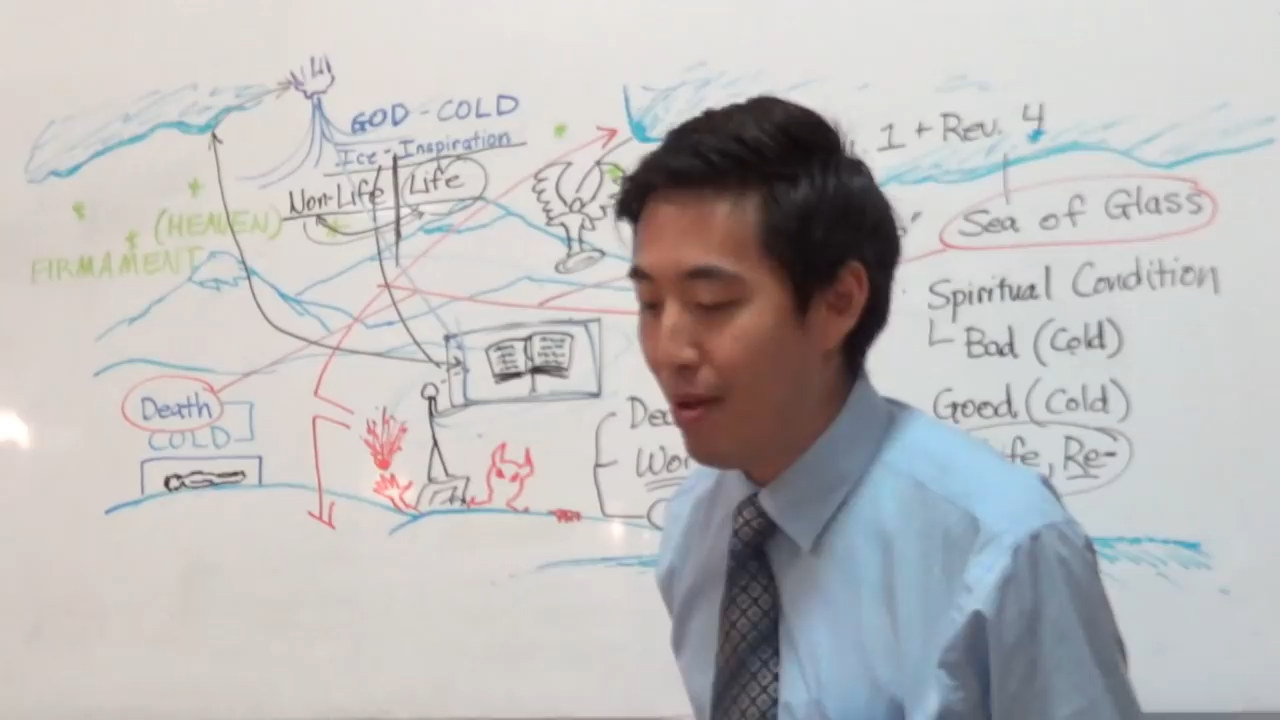 GOD - COLD
Ice - Inspiration
Non-Life Life
(HEAVEN)
FIRMAMENT
Death
COLD
1 + Rev. 4
Sea of Glass
Spiritual Condition
Bad (Cold)
Good (Cold)
Re-